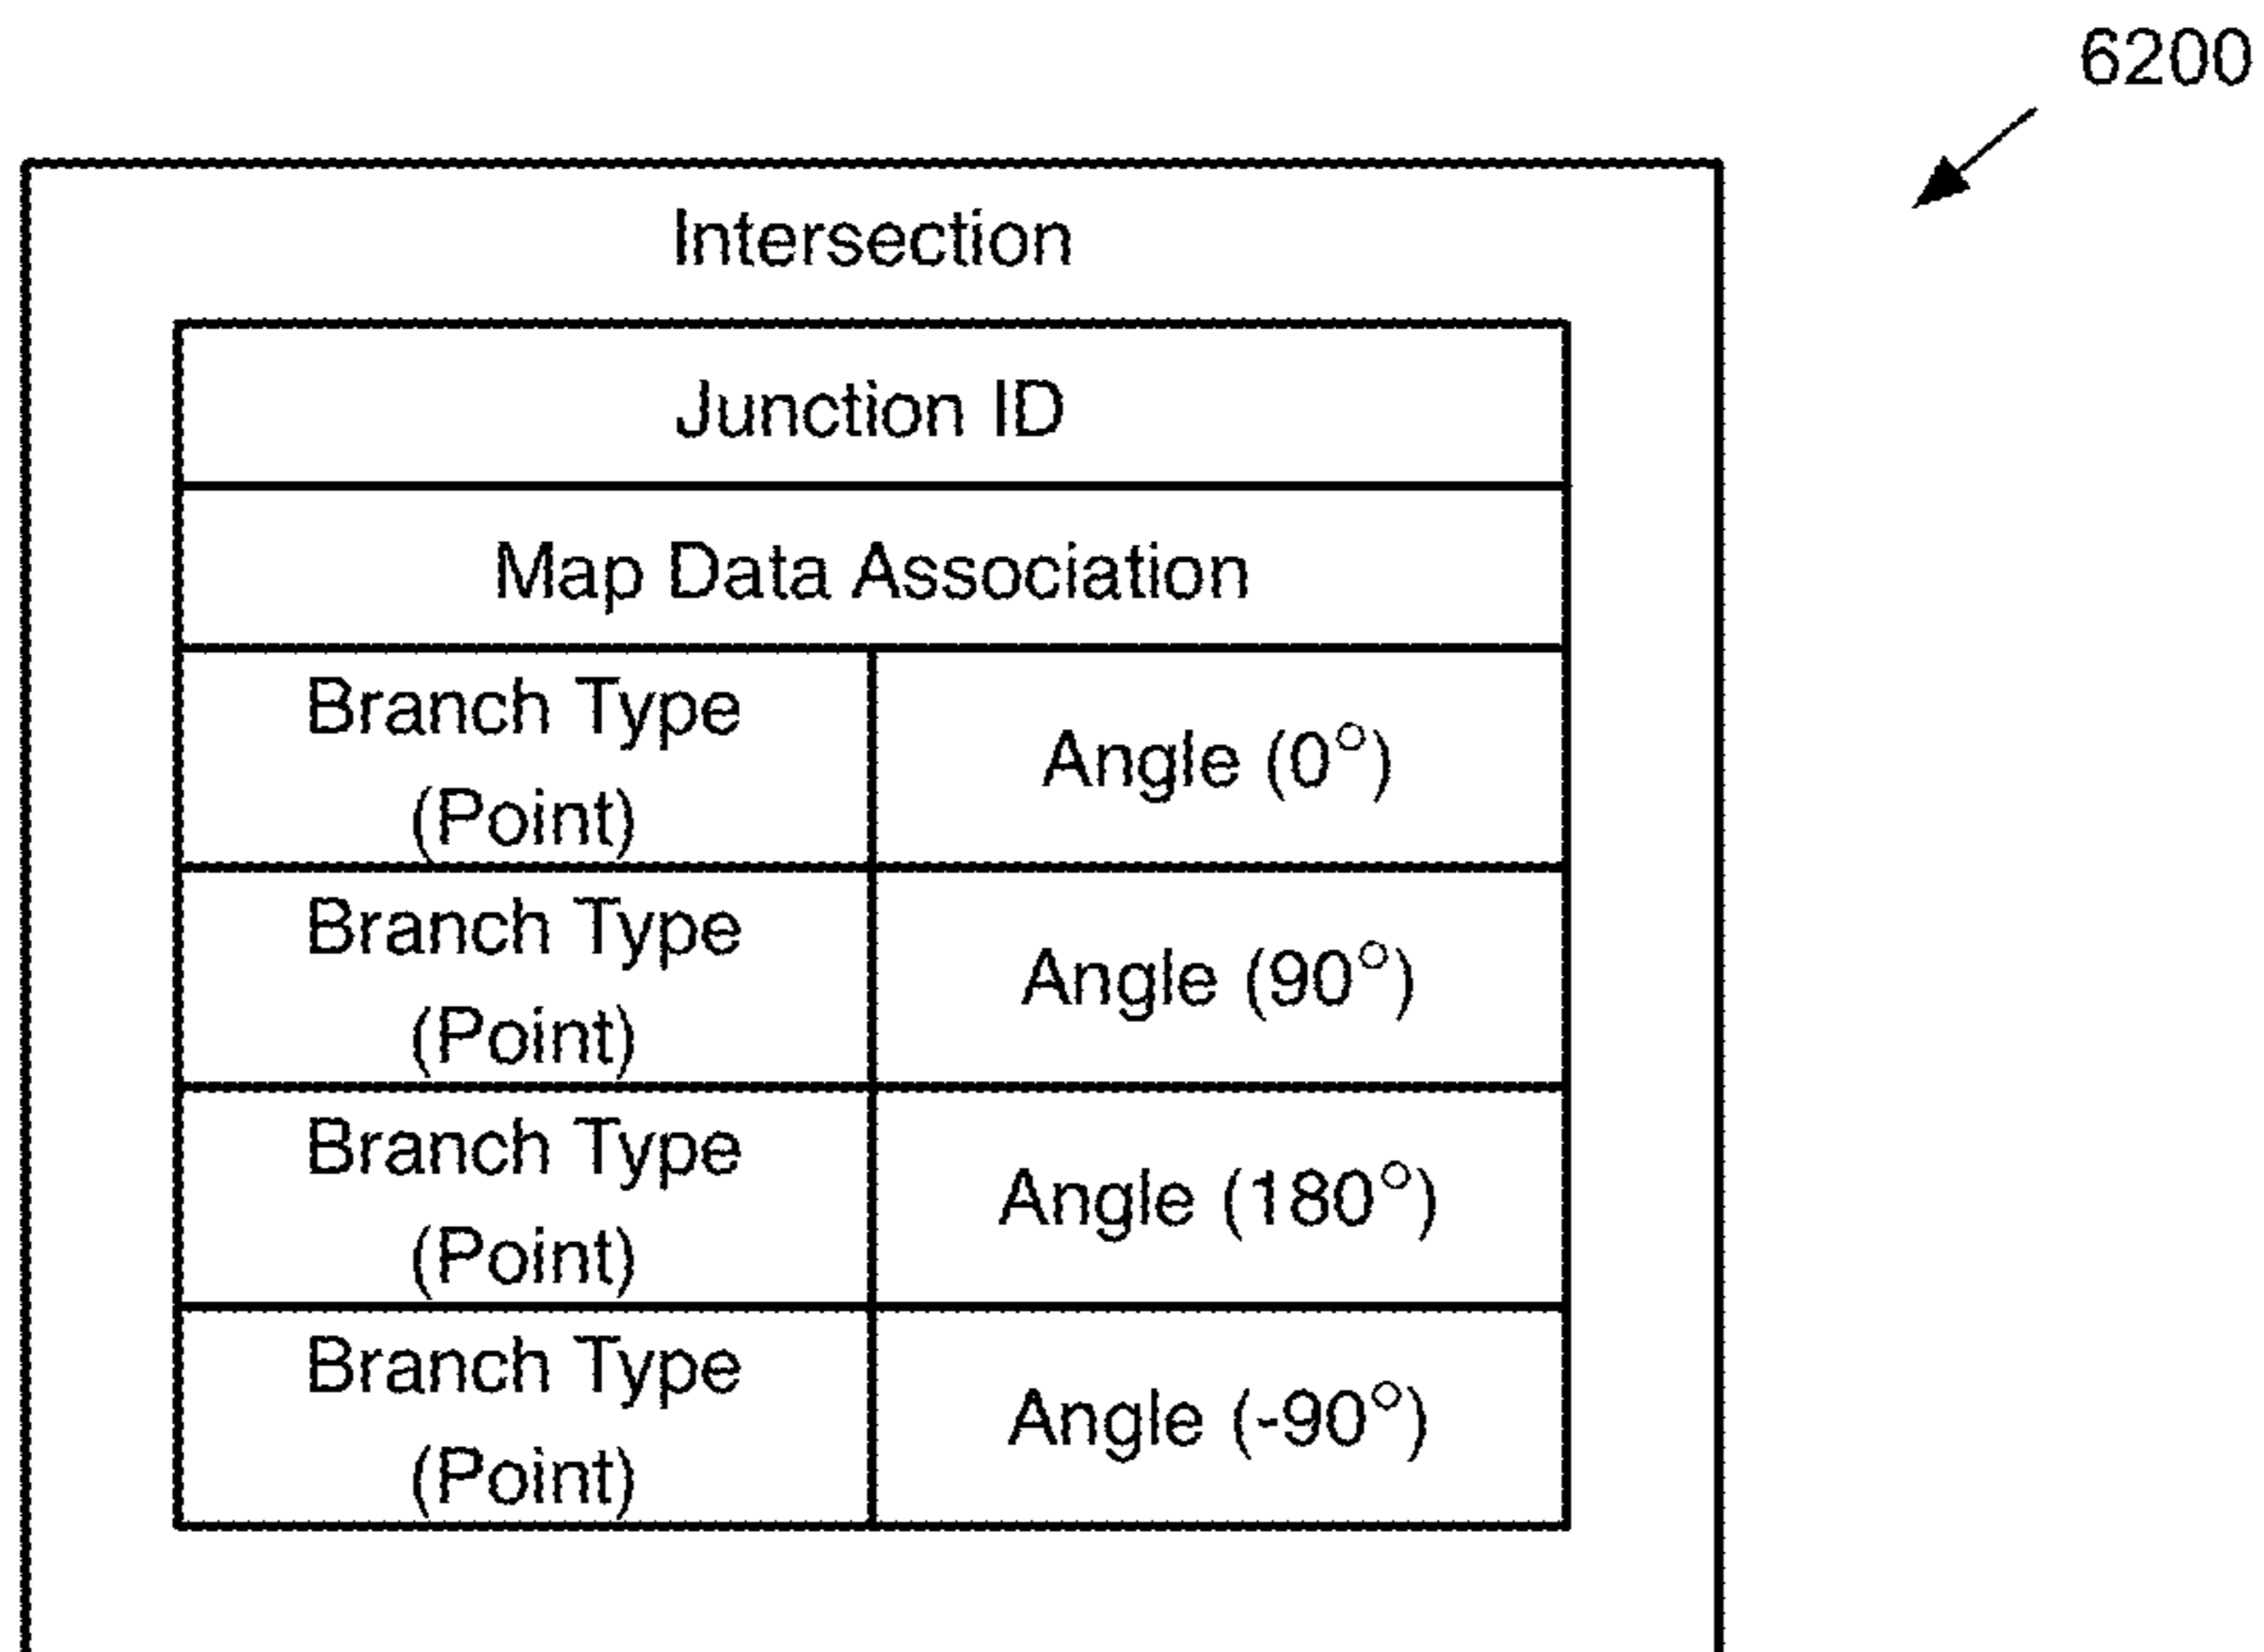 6200
Intersection
Junction ID
Map Data Association
Branch Type
(Point)
Angle (0°)
Branch Type
(Point)
Angle (90°)
Branch Type
(Point)
Angle (180°)
Branch Type
(Point)
Angle (-90°)